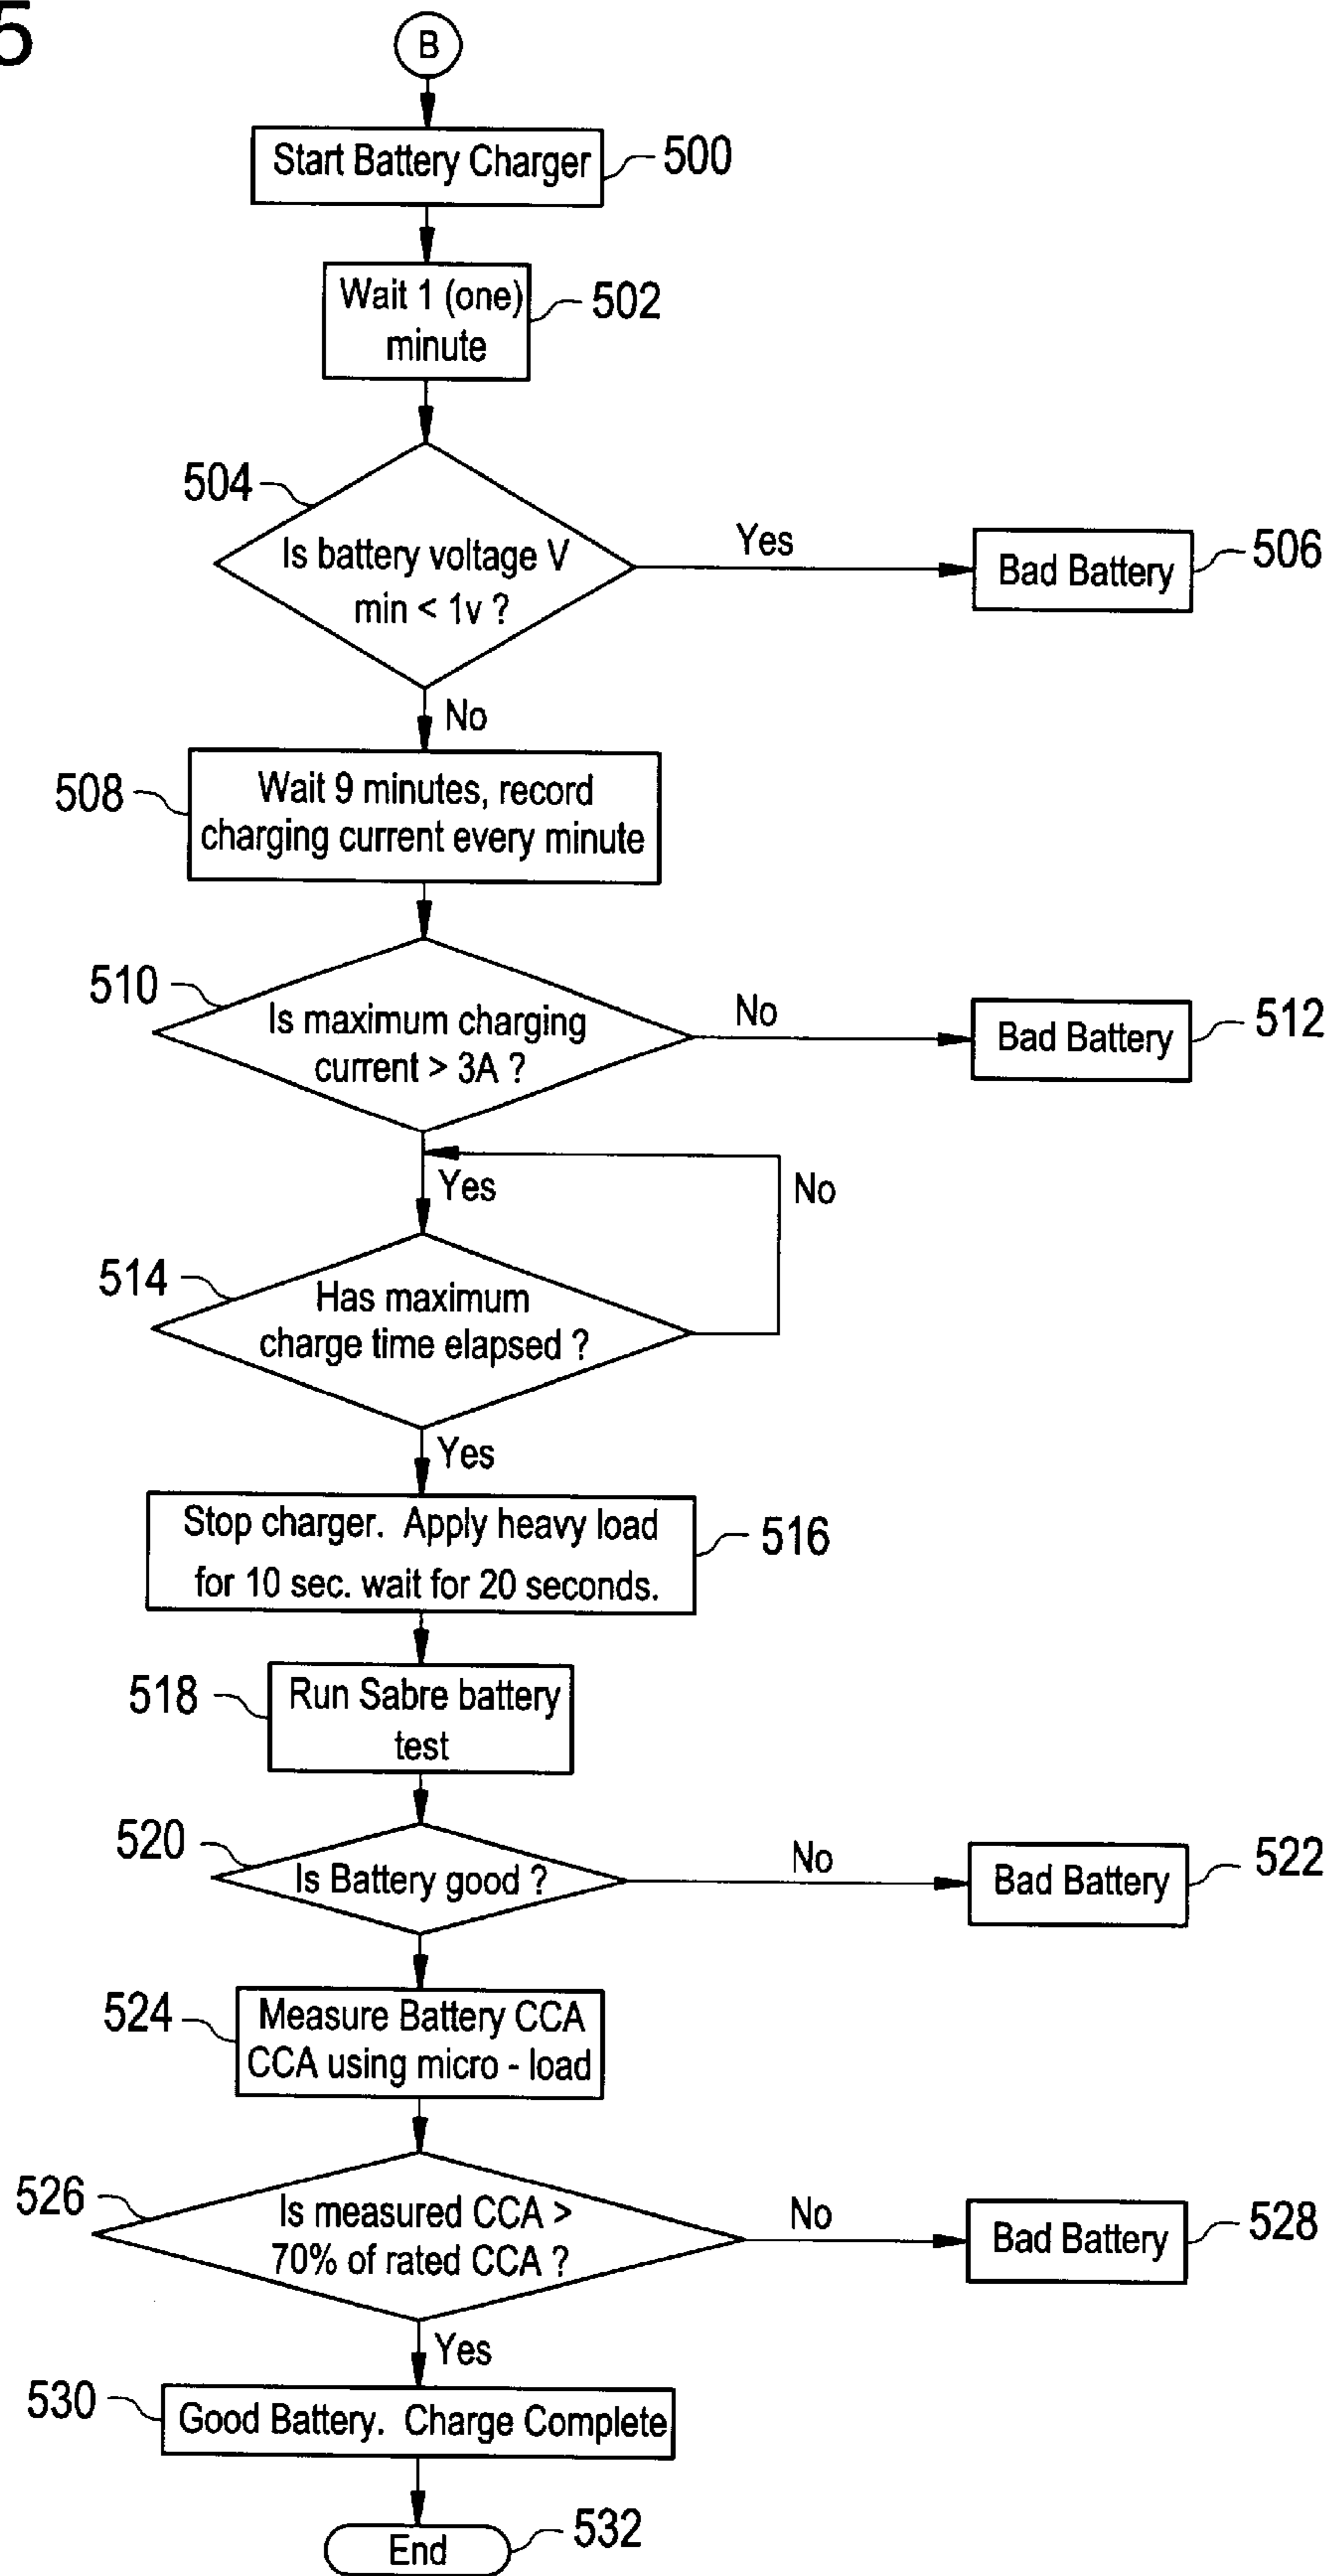 5
B
Start Battery Charger
500
Wait 1 (one)
minute
502
504
Is battery voltage V
min < 1v ?
Yes
Bad Battery
506
No
508
Wait 9 minutes, record
charging current every minute
510
Is maximum charging
current > 3A ?
No
Bad Battery
512
Yes
No
514
Has maximum
charge time elapsed ?
Yes
Stop charger. Apply heavy load
for 10 sec. wait for 20 seconds.
516
518
Run Sabre battery
test
520
Is Battery good ?
No
Bad Battery
522
524
Measure Battery CCA
CCA using micro - load
526
Is measured CCA >
70% of rated CCA ?
No
Bad Battery
528
Yes
530
Good Battery. Charge Complete
End
532